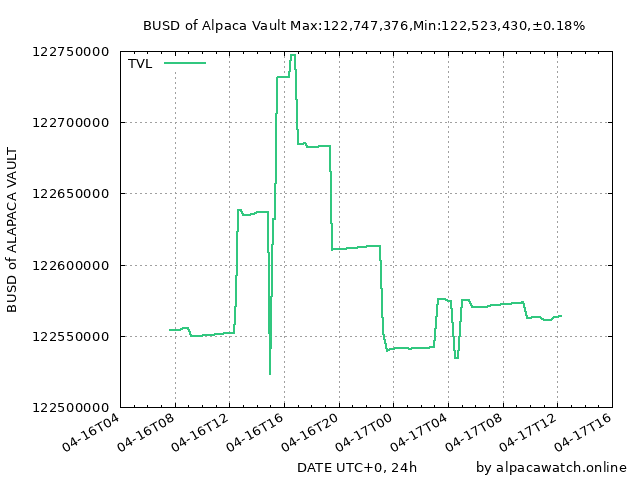 BUSD of Alpaca Vault Max:122,747,376,Min:122,523,430,±0.18%
TVL
122750000
122700000
122650000
122600000
122550000
122500000
BUSD of ALAPACA VAULT
04-16T04
04-16T08
04-16T12
04-16T16
04-16T20
04-17T00
04-17T04
04-17T08
04-17T12
04-17T16
DATE UTC+0, 24h
by alpacawatch.online